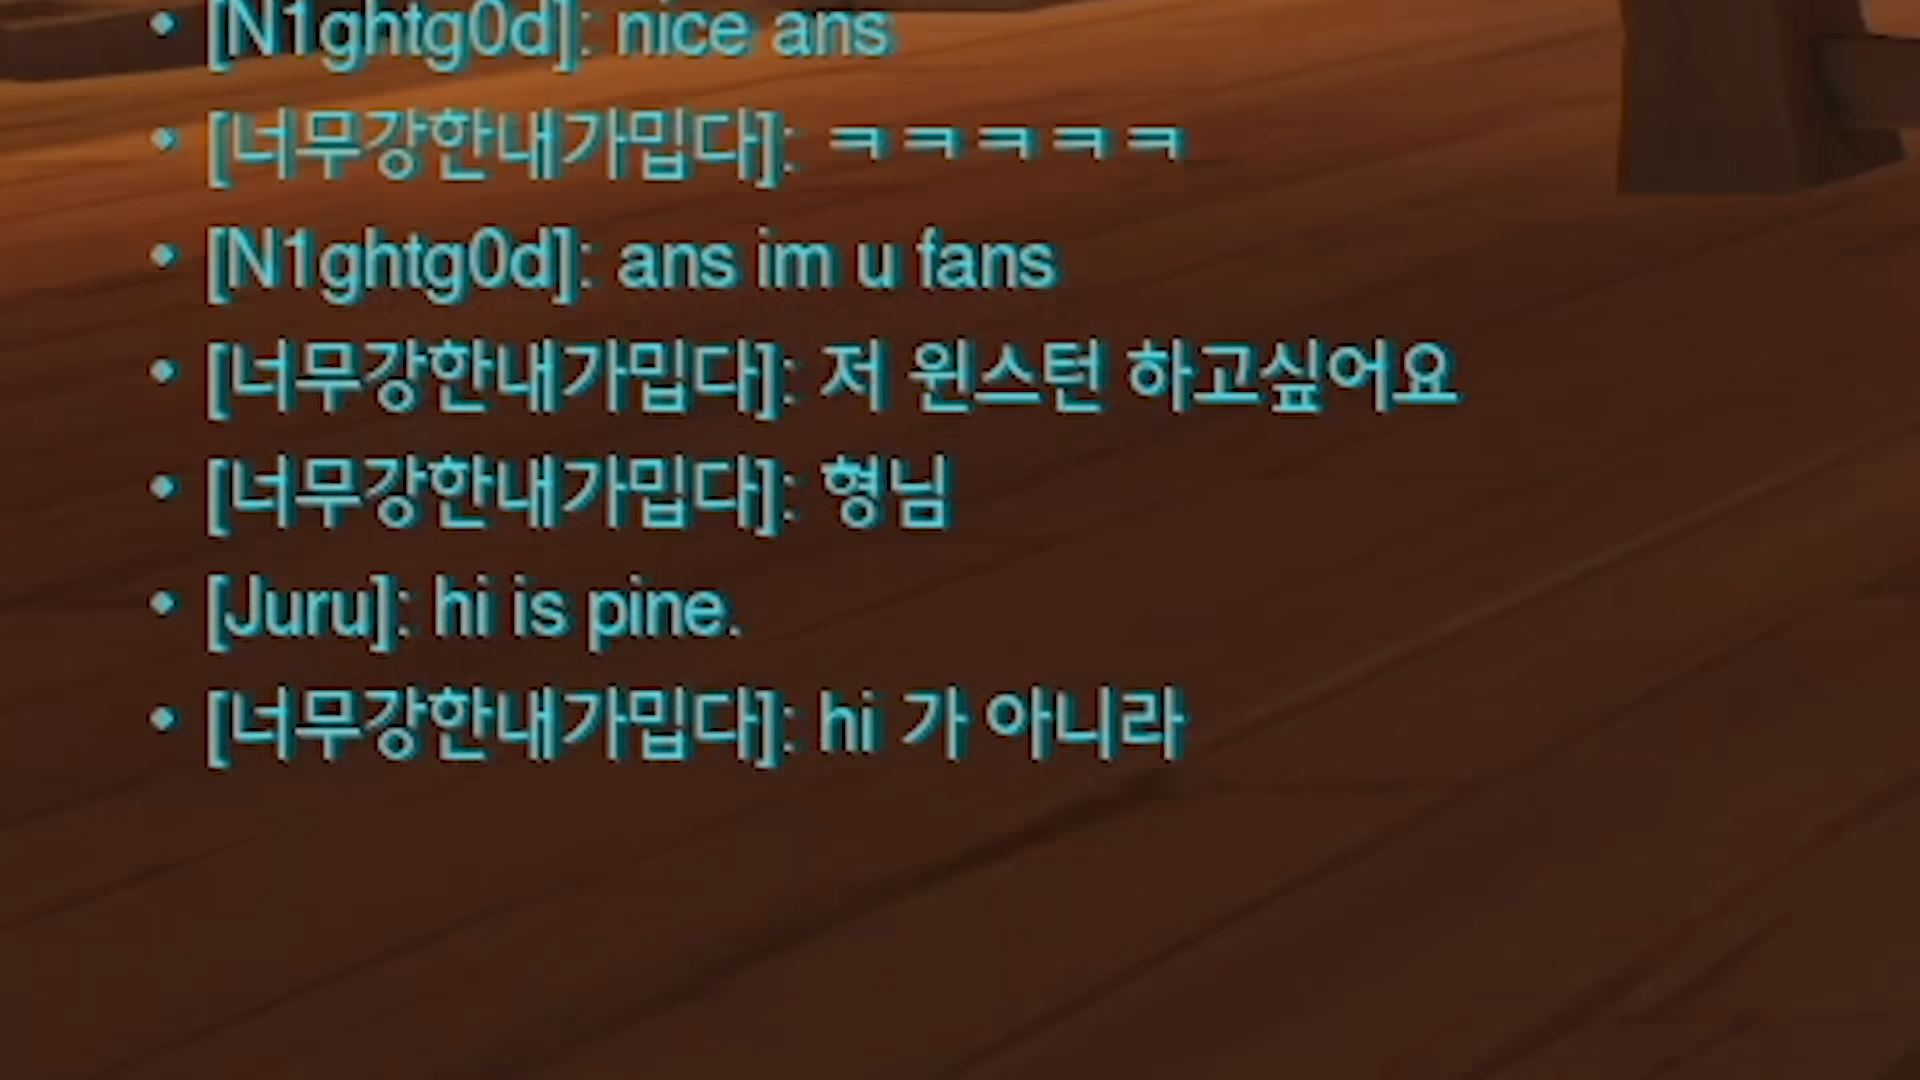 • [N1ghtg0d]: nice ans
• [너무강한내가밉다]: ㅋㅋㅋㅋㅋ
• [N1ghtg0d]: ans im u fans
• [너무강한내가밉다]: 저 윈스턴 하고싶어요
• [너무강한내가밉다]: 형님
• [Juru]: hi is pine.
• [너무강한내가밉다]: hi 가 아니라